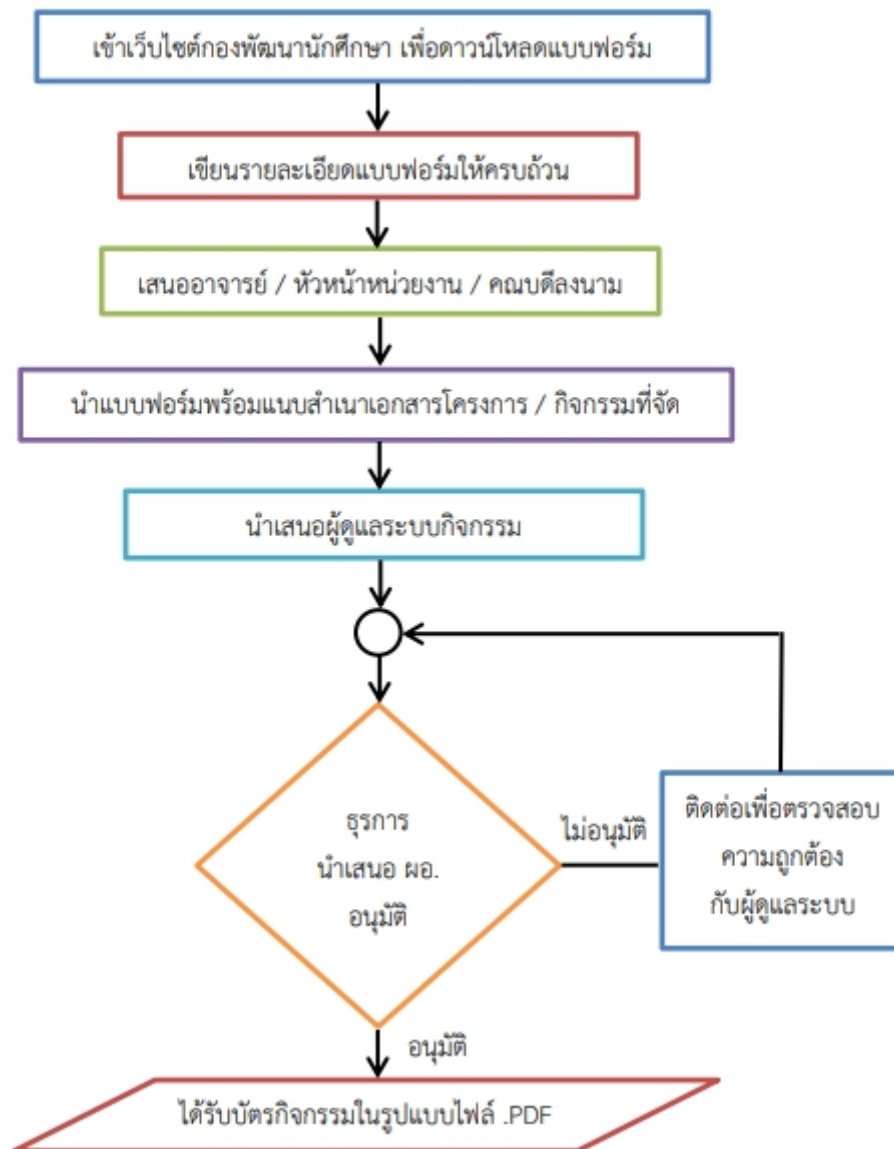 เข้าเว็บไซต์กองพัฒนานักศึกษา เพื่อดาวน์โหลดแบบฟอร์ม
เขียนรายละเอียดแบบฟอร์มให้ครบถ้วน
เสนออาจารย์ / หัวหน้าหน่วยงาน / คณบดีลงนาม
นำแบบฟอร์มพร้อมแนบสำเนาเอกสารโครงการ / กิจกรรมที่จัด
นำเสนอผู้ดูแลระบบกิจกรรม
ธุรการ
นำเสนอ ผอ.
อนุมัติ
ไม่อนุมัติ
ติดต่อเพื่อตรวจสอบ
ความถูกต้อง
กับผู้ดูแลระบบ
อนุมัติ
ได้รับบัตรกิจกรรมในรูปแบบไฟล์ .PDF